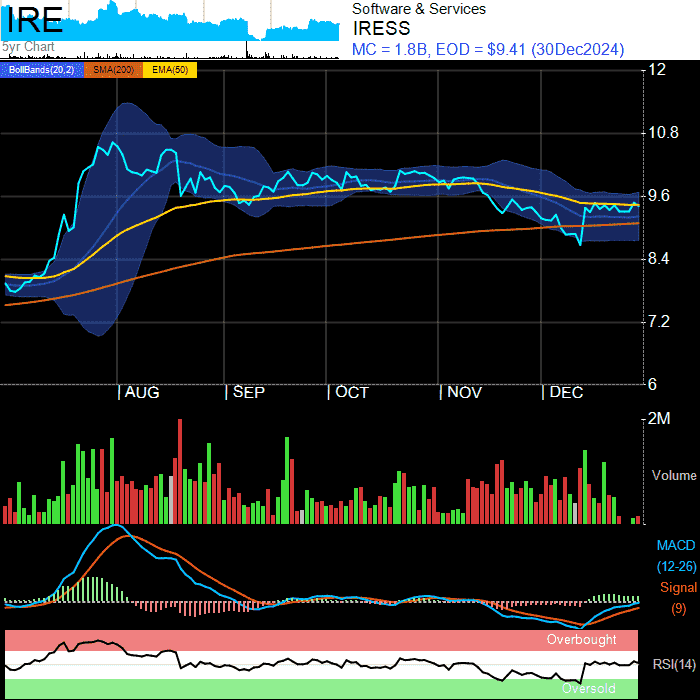 IRE
5yr Chart
Software & Services
IRESS
MC = 1.8B, EOD = $9.41 (30Dec2024)
BollBands(20,2) SMA(200) EMA(50)
12
10.8
9.6
8.4
7.2
6
AUG SEP OCT NOV DEC
2M
Volume
MACD
(12-26)
Signal
(9)
Overbought
RSI(14)
Oversold